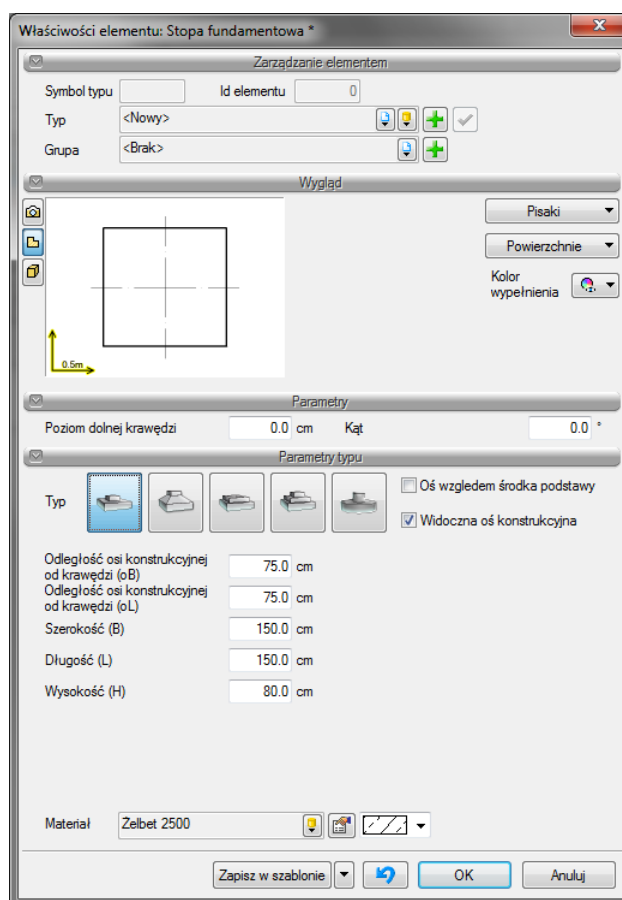 Właściwości elementu: Stopa fundamentowa *
Zarządzanie elementem
Symbol typu Id elementu 0
Typ <Nowy>
Grupa <Brak>
Wygląd
Pisaki
Powierzchnie
Kolor
wypełnienia
0.5m
Parametry
Poziom dolnej krawędzi 0.0 cm Kąt 0.0 °
Parametry typu
Typ
Oś względem środka podstawy
Widoczna oś konstrukcyjna
Odległość osi konstrukcyjnej
od krawędzi (oB) 75.0 cm
Odległość osi konstrukcyjnej
od krawędzi (oL) 75.0 cm
Szerokość (B) 150.0 cm
Długość (L) 150.0 cm
Wysokość (H) 80.0 cm
Materiał Żelbet 2500
Zapisz w szablonie OK Anuluj